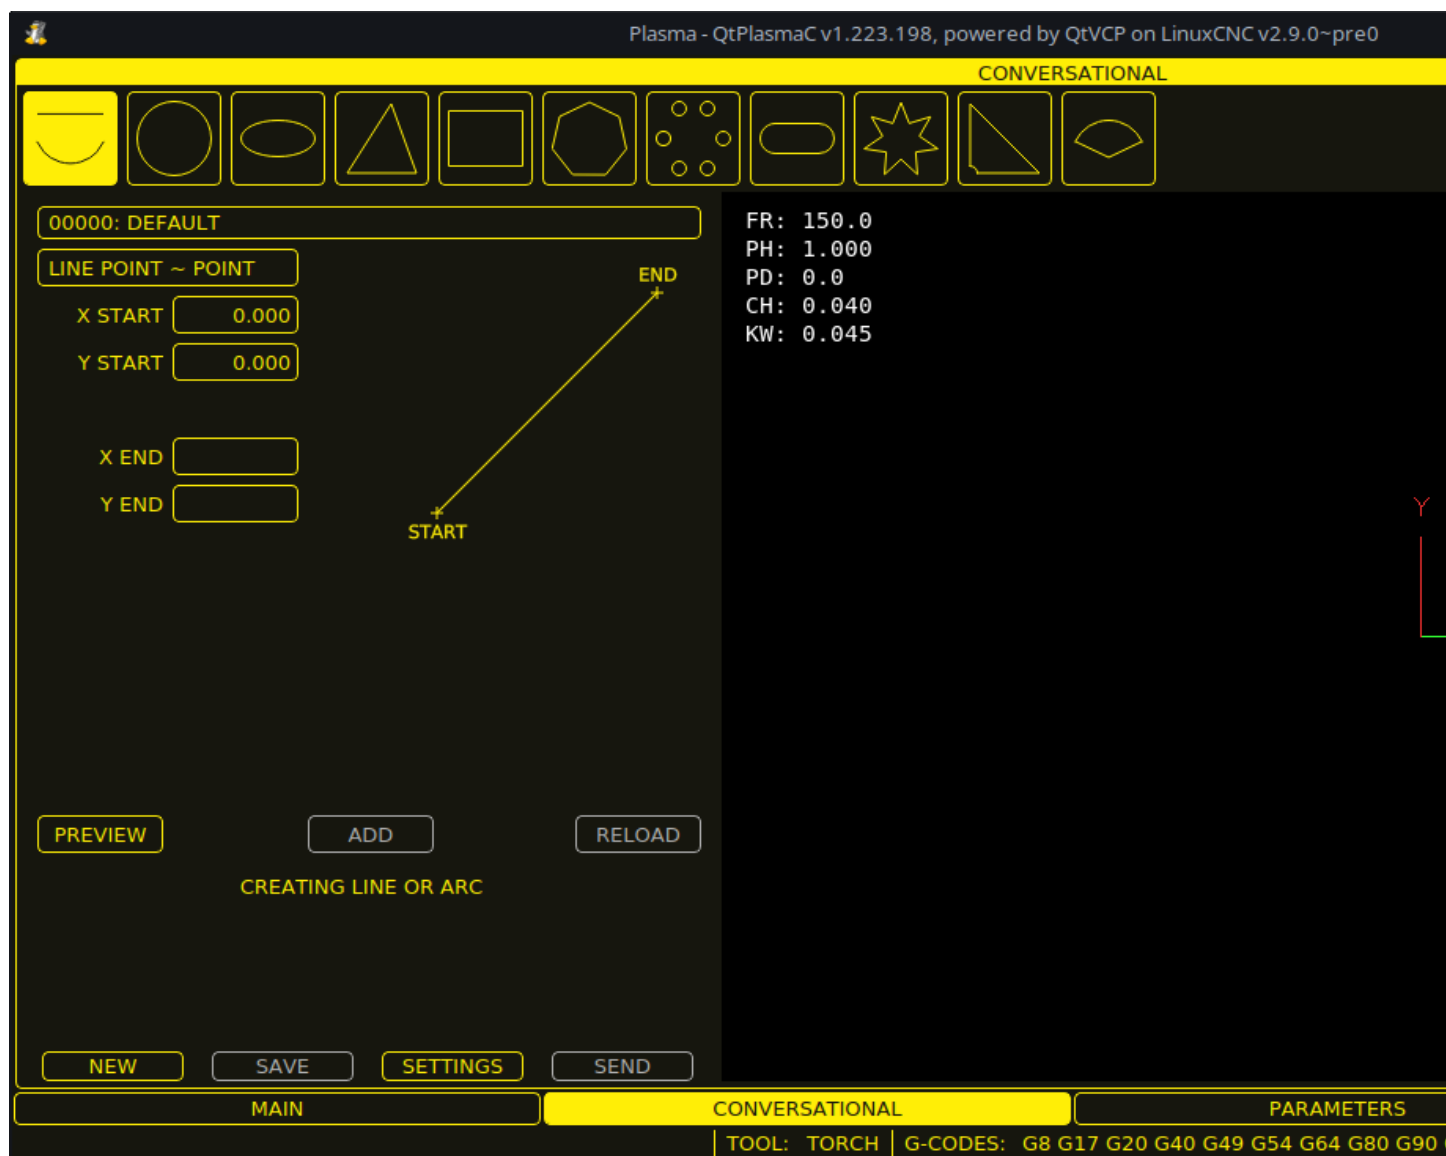 Plasma - QtPlasmaC v1.223.198, powered by QtVCP on LinuxCNC v2.9.0~pre0
CONVERSATIONAL
00000: DEFAULT
LINE POINT ~ POINT
X START 0.000
Y START 0.000
X END
Y END
END
START
FR: 150.0
PH: 1.000
PD: 0.0
CH: 0.040
KW: 0.045
Y
PREVIEW ADD RELOAD
CREATING LINE OR ARC
NEW SAVE SETTINGS SEND
MAIN CONVERSATIONAL PARAMETERS
TOOL: TORCH G-CODES: G8 G17 G20 G40 G49 G54 G64 G80 G90